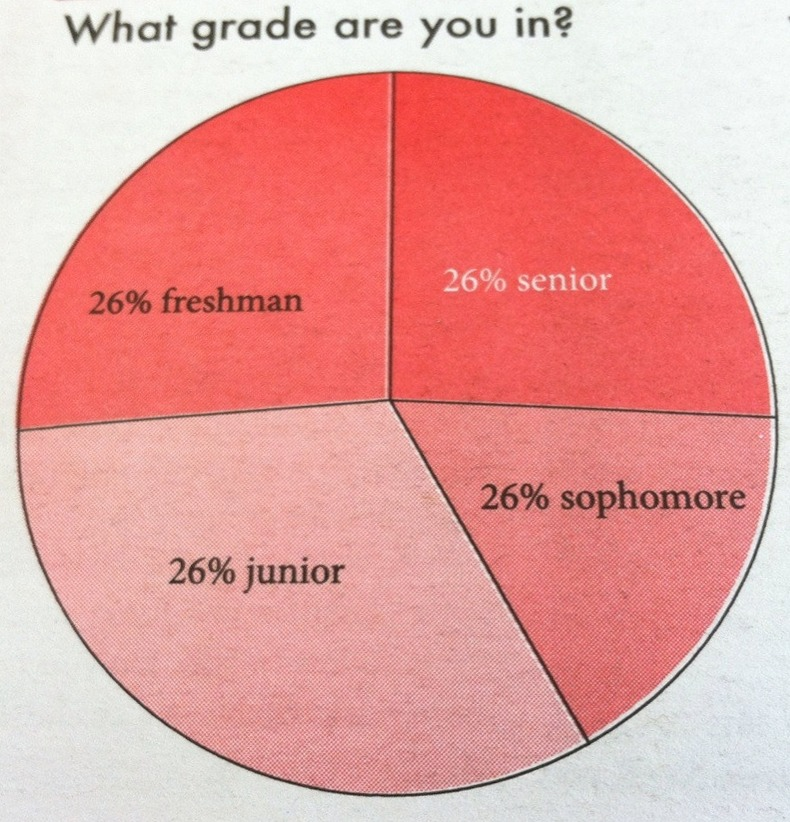 What grade are you in?
26% freshman
26% senior
26% sophomore
26% junior